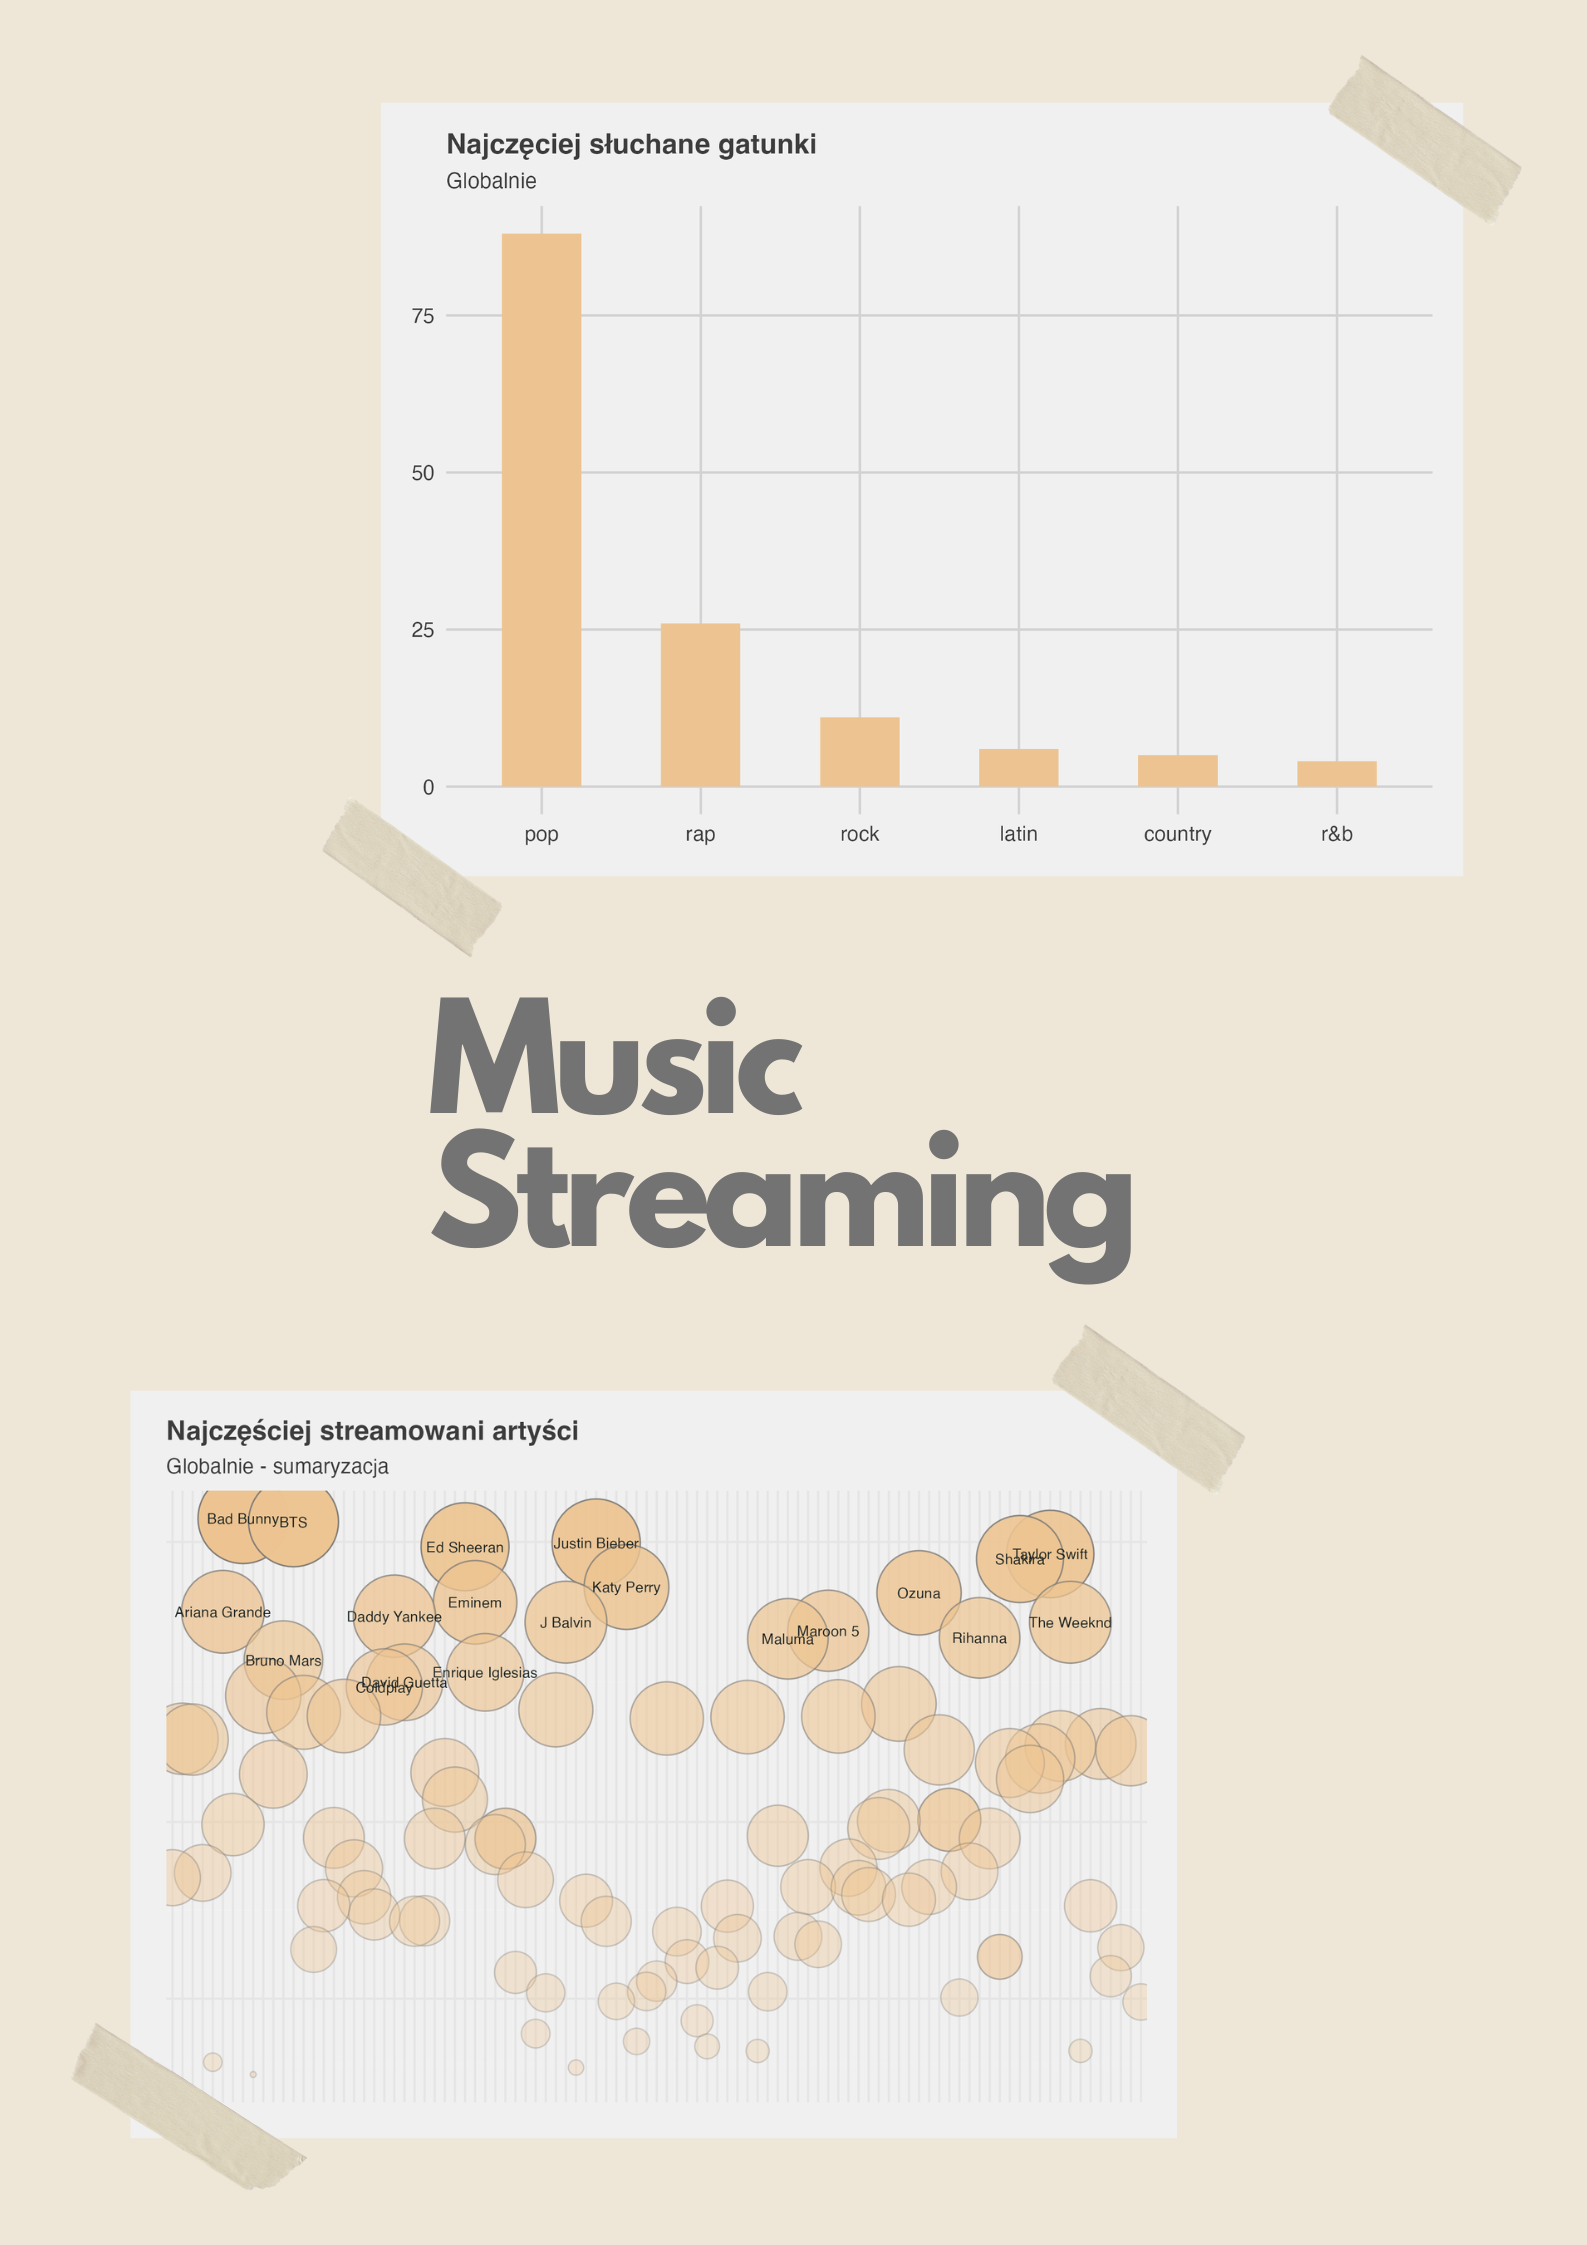 Najczęciej słuchane gatunki
Globalnie
75
50
25
0
pop rap rock latin country r&b
Music
Streaming
Najczęściej streamowani artyści
Globalnie - sumaryzacja
Bad Bunny BTS
Ed Sheeran Justin Bieber
Shakira Taylor Swift
Katy Perry
Ozuna
Eminem
Ariana Grande Daddy Yankee J Balvin The Weeknd
Maluma Maroon 5 Rihanna
Bruno Mars
Enrique Iglesias
David Guetta
Coldplay